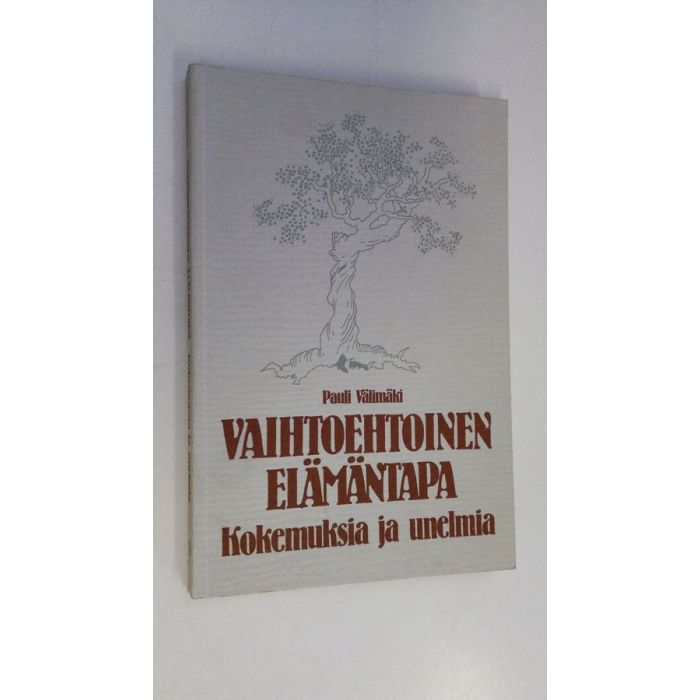 Pauli Välimäki
VAIHTOEHTOINEN
ELÄMÄNTAPA
Kokemuksia ja unelmia